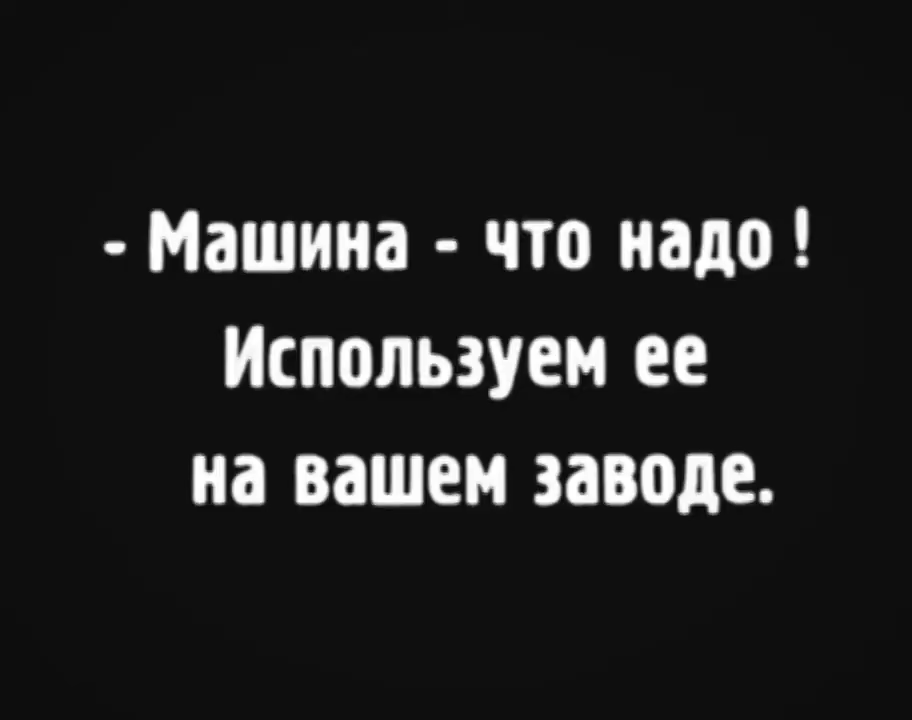 - Машина - что надо !
Используем ее
на вашем заводе.